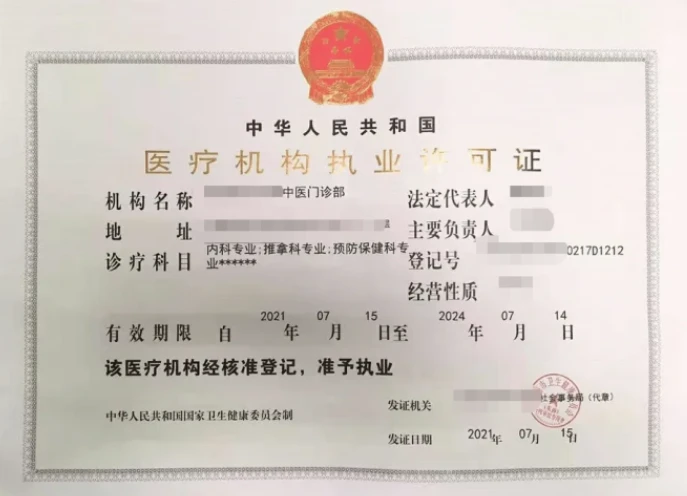 中华人民共和国
医疗机构执业许可证
机构名称 中医门诊部
法定代表人
地 址
主要负责人
诊疗科目 内科专业;推拿科专业;预防保健科专
业******
登记号 0217D1212
经营性质
有效期限 自 2021 年 07 月 15 日至 2024 年 07 月 14 日
该医疗机构经核准登记，准予执业
发证机关 社会事务局（代章）
中华人民共和国国家卫生健康委员会制
发证日期 2021年 07月 15日